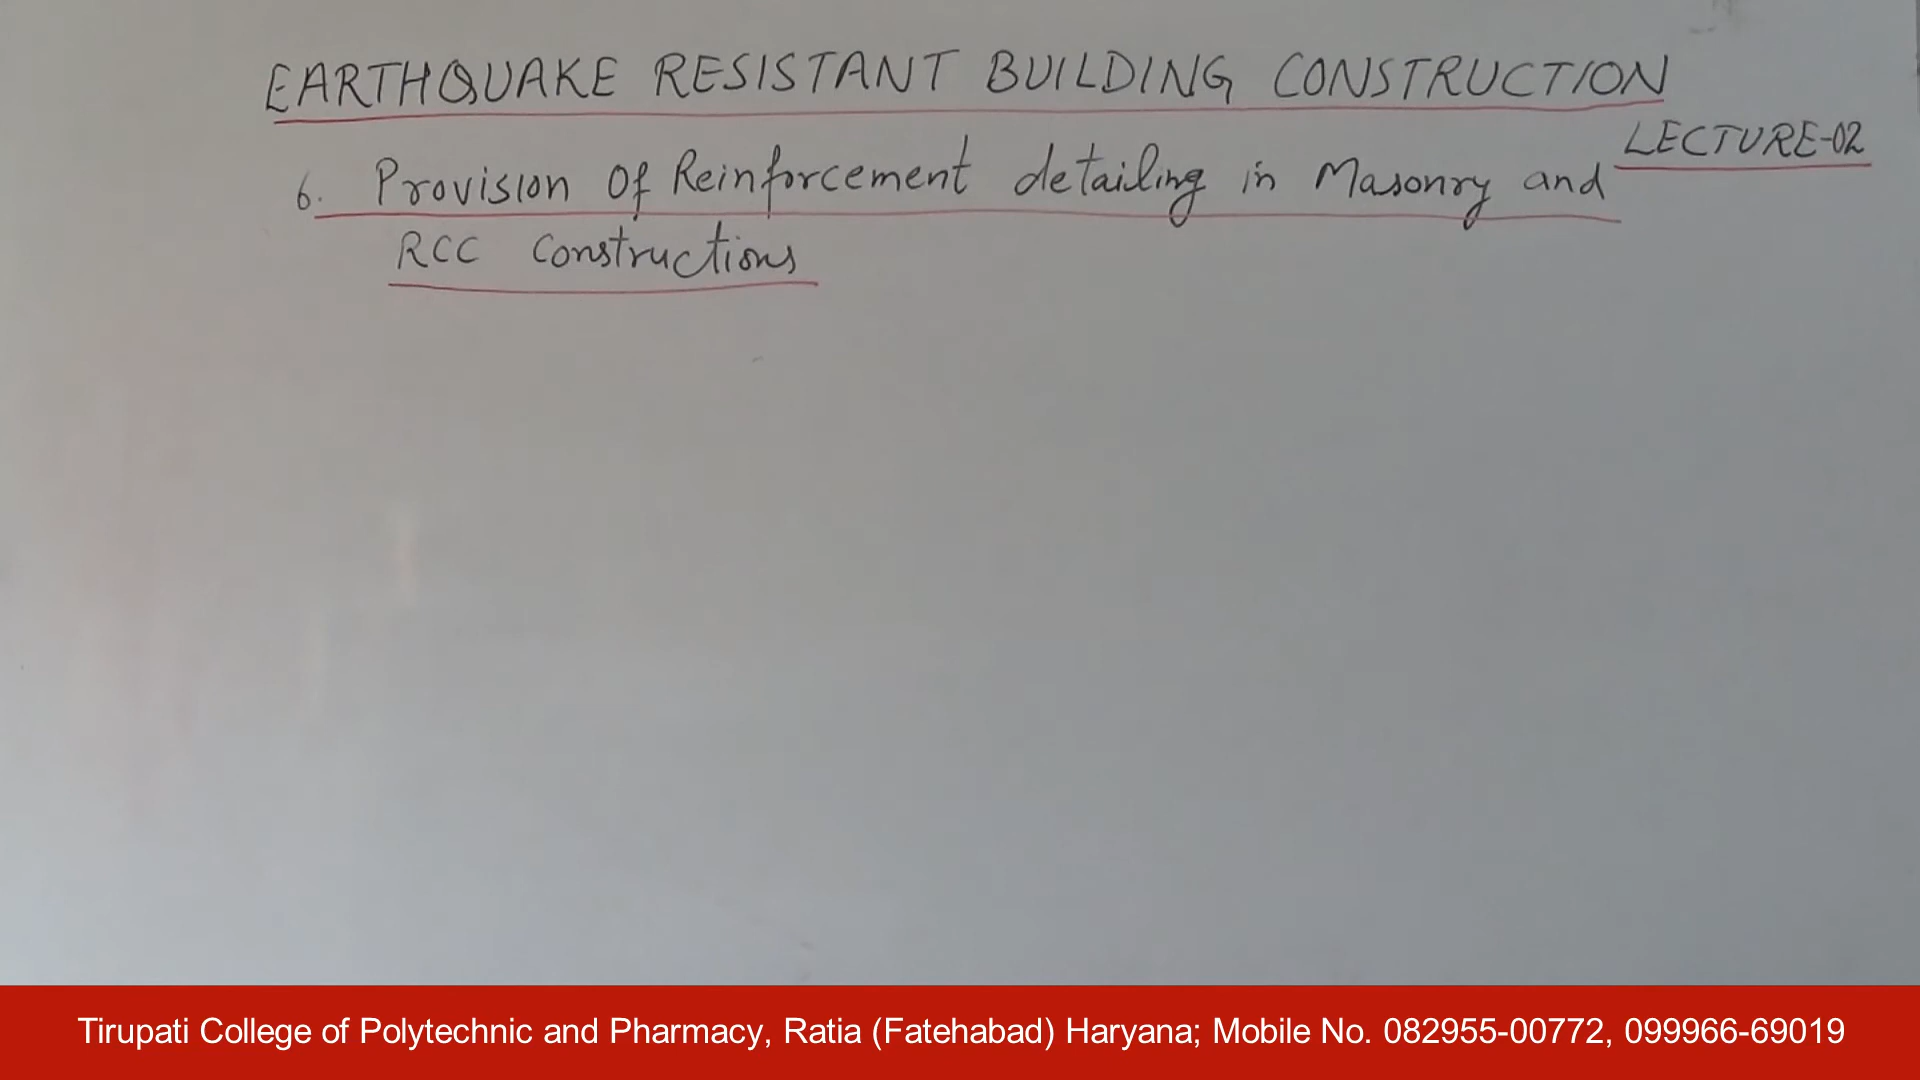 EARTHQUAKE RESISTANT BUILDING CONSTRUCTION
LECTURE-02
6. Provision of Reinforcement detailing in Masonry and
RCC Constructions
Tirupati College of Polytechnic and Pharmacy, Ratia (Fatehabad) Haryana; Mobile No. 082955-00772, 099966-69019